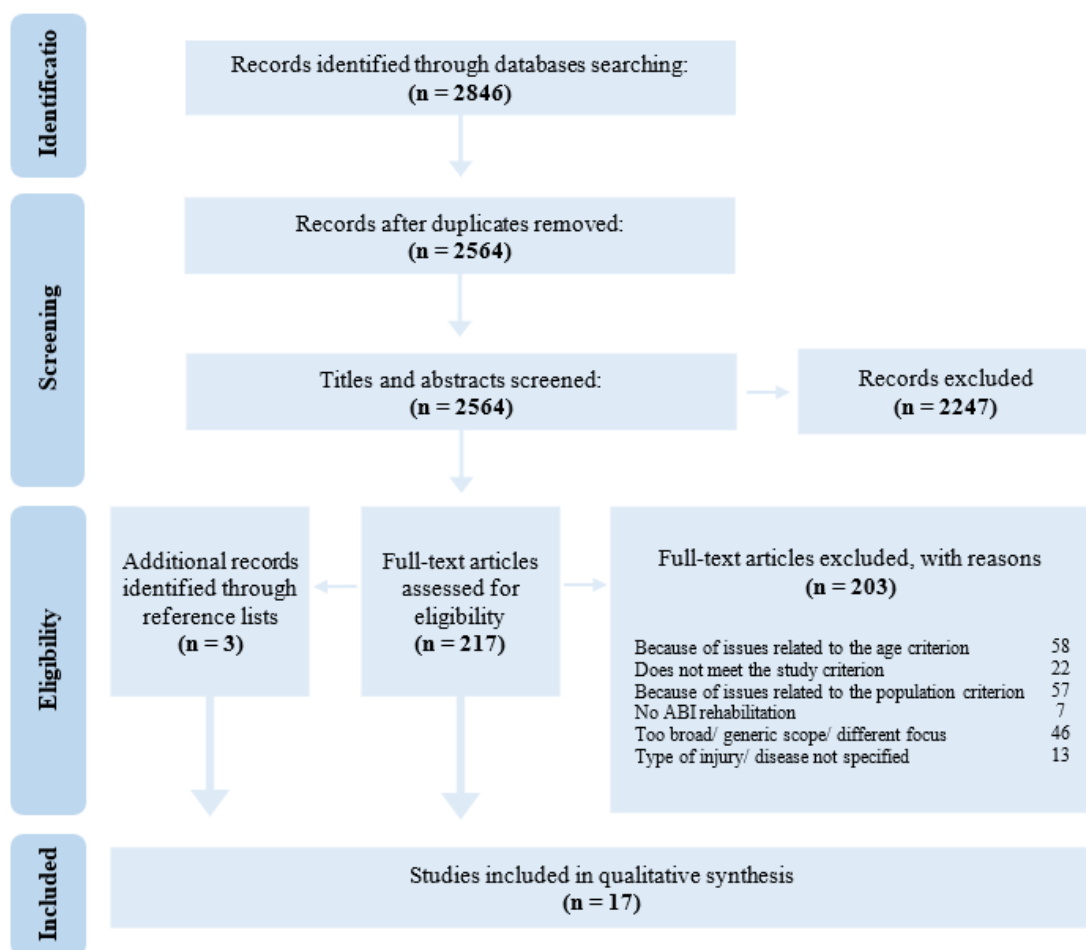 Identificatio
Records identified through databases searching:
(n = 2846)
Screening
Records after duplicates removed:
(n = 2564)
Titles and abstracts screened:
(n = 2564)
Records excluded
(n = 2247)
Eligibility
Additional records
identified through
reference lists
(n = 3)
Full-text articles
assessed for
eligibility
(n = 217)
Full-text articles excluded, with reasons
(n = 203)
Because of issues related to the age criterion 58
Does not meet the study criterion 22
Because of issues related to the population criterion 57
No ABI rehabilitation 7
Too broad/ generic scope/ different focus 46
Type of injury/ disease not specified 13
Included
Studies included in qualitative synthesis
(n = 17)